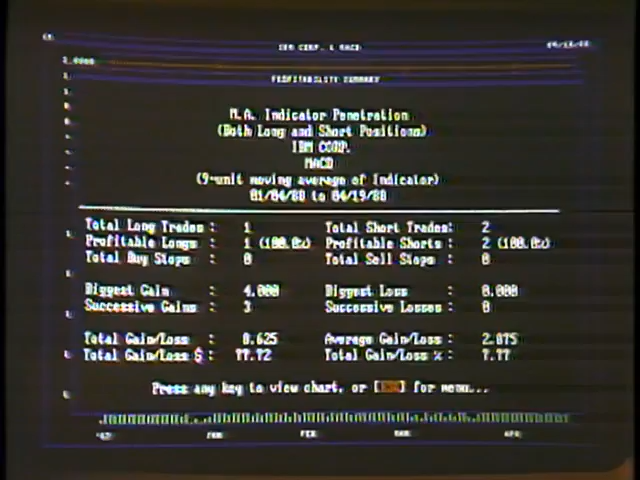 IBM CORP. & MACD
PROFITABILITY SUMMARY
M.A. Indicator Penetration
(Both Long and Short Positions)
IBM CORP.
MACD
(9-unit moving average of Indicator)
01/04/88 to 04/19/88
Total Long Trades : 1 Total Short Trades: 2
Profitable Longs : 1 (100.0%) Profitable Shorts : 2 (100.0%)
Total Buy Stops : 0 Total Sell Stops : 0
Biggest Gain : 4.000 Biggest Loss : 0.000
Successive Gains : 3 Successive Losses : 0
Total Gain/Loss : 8.625 Average Gain/Loss : 2.875
Total Gain/Loss $ : Total Gain/Loss % :
Press any key to view chart, or [ ] for menu...
FEB MAR APR